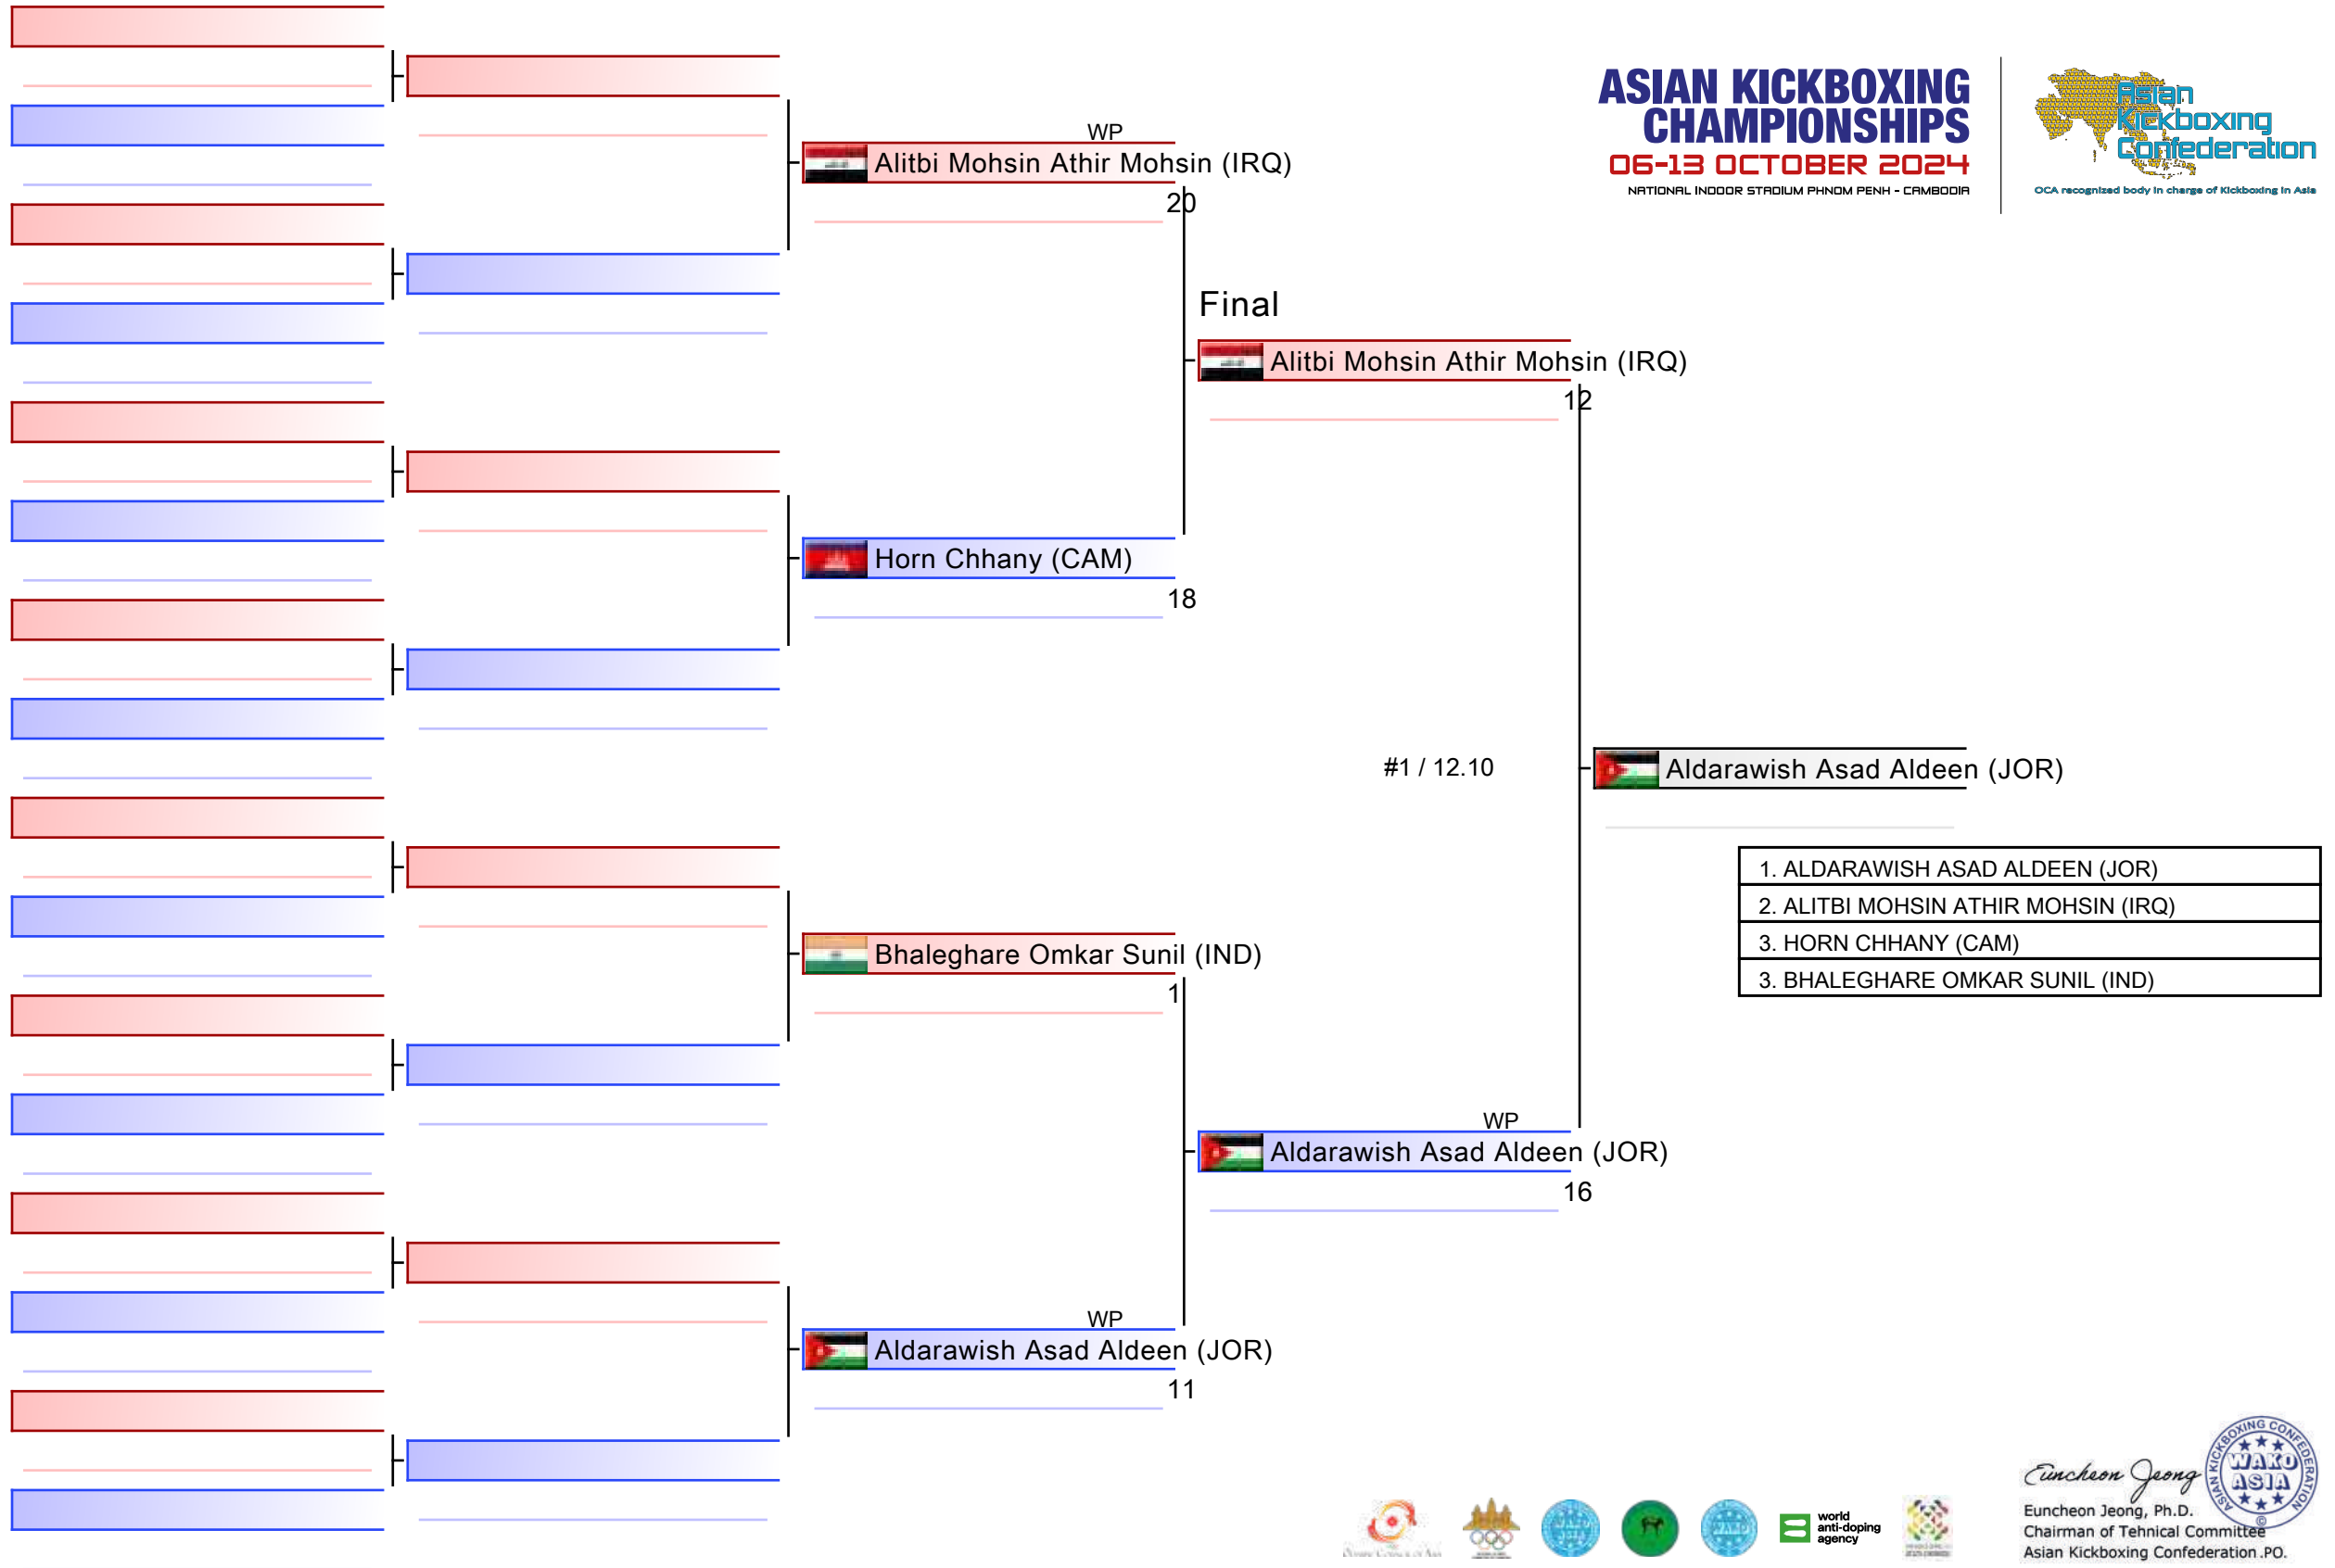 ASIAN KICKBOXING
CHAMPIONSHIPS
06-13 OCTOBER 2024
NATIONAL INDOOR STADIUM PHNOM PENH - CAMBODIA
Asian
Kickboxing
Confederation
OCA recognized body in charge of Kickboxing in Asia
WP
Alitbi Mohsin Athir Mohsin (IRQ)
20
Final
Alitbi Mohsin Athir Mohsin (IRQ)
12
Horn Chhany (CAM)
18
#1 / 12.10
Aldarawish Asad Aldeen (JOR)
1. ALDARAWISH ASAD ALDEEN (JOR)
2. ALITBI MOHSIN ATHIR MOHSIN (IRQ)
3. HORN CHHANY (CAM)
3. BHALEGHARE OMKAR SUNIL (IND)
Bhaleghare Omkar Sunil (IND)
1
WP
Aldarawish Asad Aldeen (JOR)
16
WP
Aldarawish Asad Aldeen (JOR)
11
Euncheon Jeong
ASIAN KICKBOXING CONFEDERATION
WAKO
ASIA
©
Euncheon Jeong, Ph.D.
Chairman of Tehnical Committee
Asian Kickboxing Confederation.PO.
world
anti-doping
agency